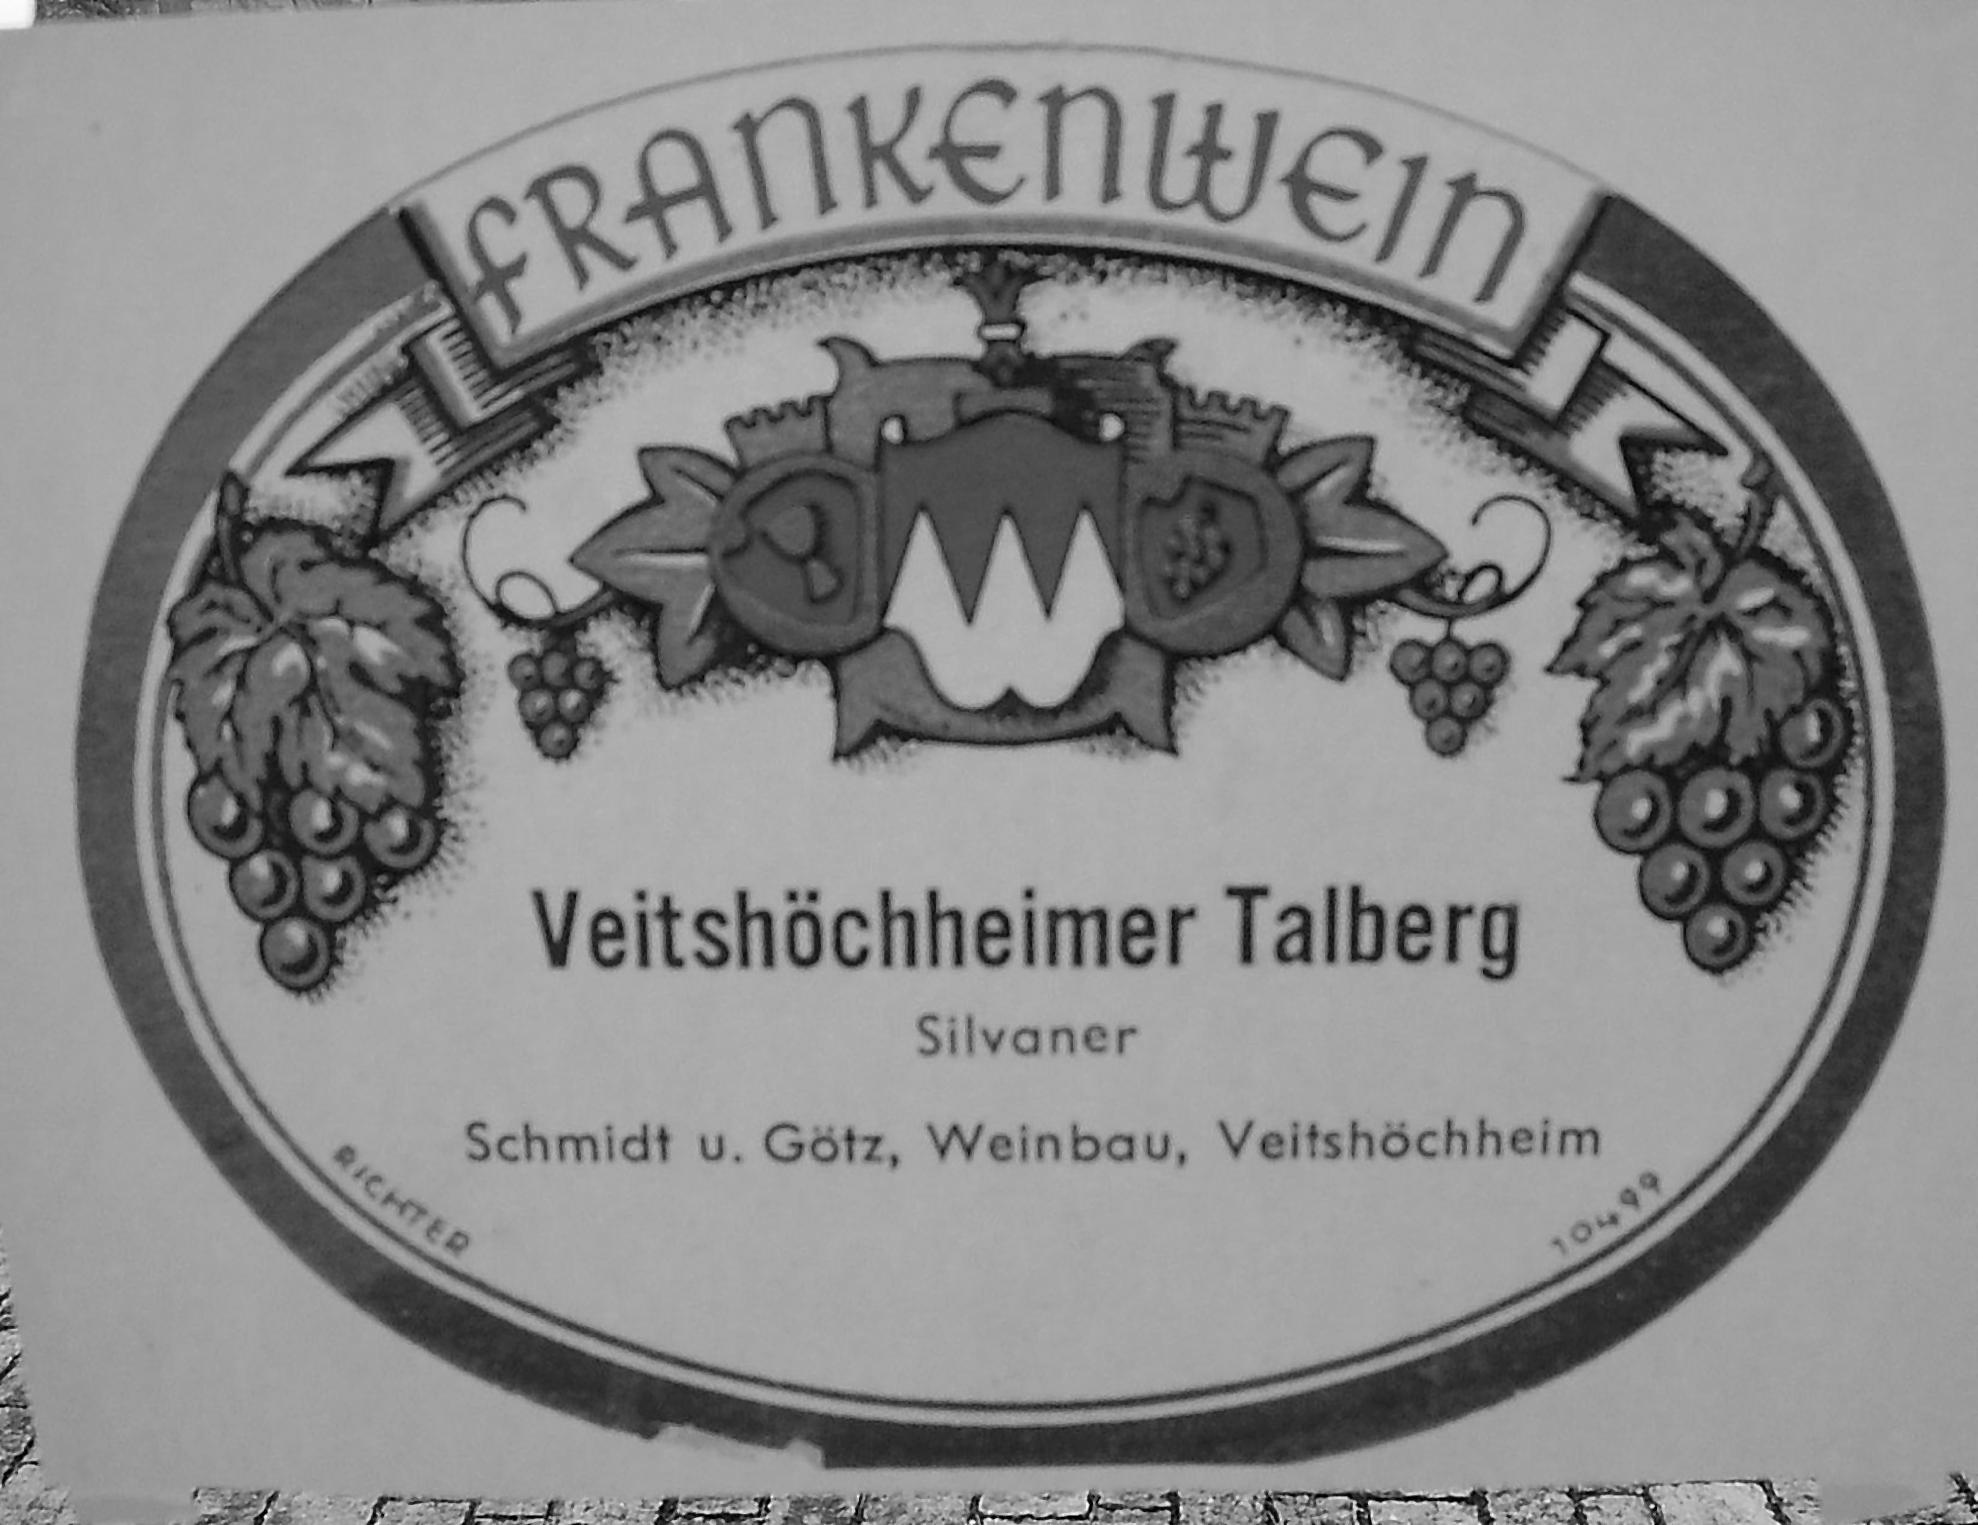 FRANKENWEIN
Veitshöchheimer Talberg
Silvaner
Schmidt u. Götz, Weinbau, Veitshöchheim
RICHTER
10499